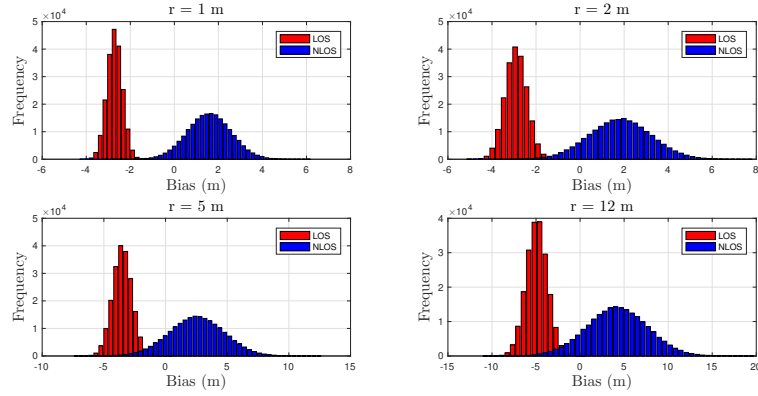 r = 1 m
×10⁴
5
4
3
2
1
0
Frequency
-6
-4
-2
0
2
4
6
8
Bias (m)
LOS
NLOS
r = 2 m
×10⁴
5
4
3
2
1
0
Frequency
-6
-4
-2
0
2
4
6
8
Bias (m)
LOS
NLOS
r = 5 m
×10⁴
5
4
3
2
1
0
Frequency
-10
-5
0
5
10
15
Bias (m)
LOS
NLOS
r = 12 m
×10⁴
5
4
3
2
1
0
Frequency
-15
-10
-5
0
5
10
15
20
Bias (m)
LOS
NLOS